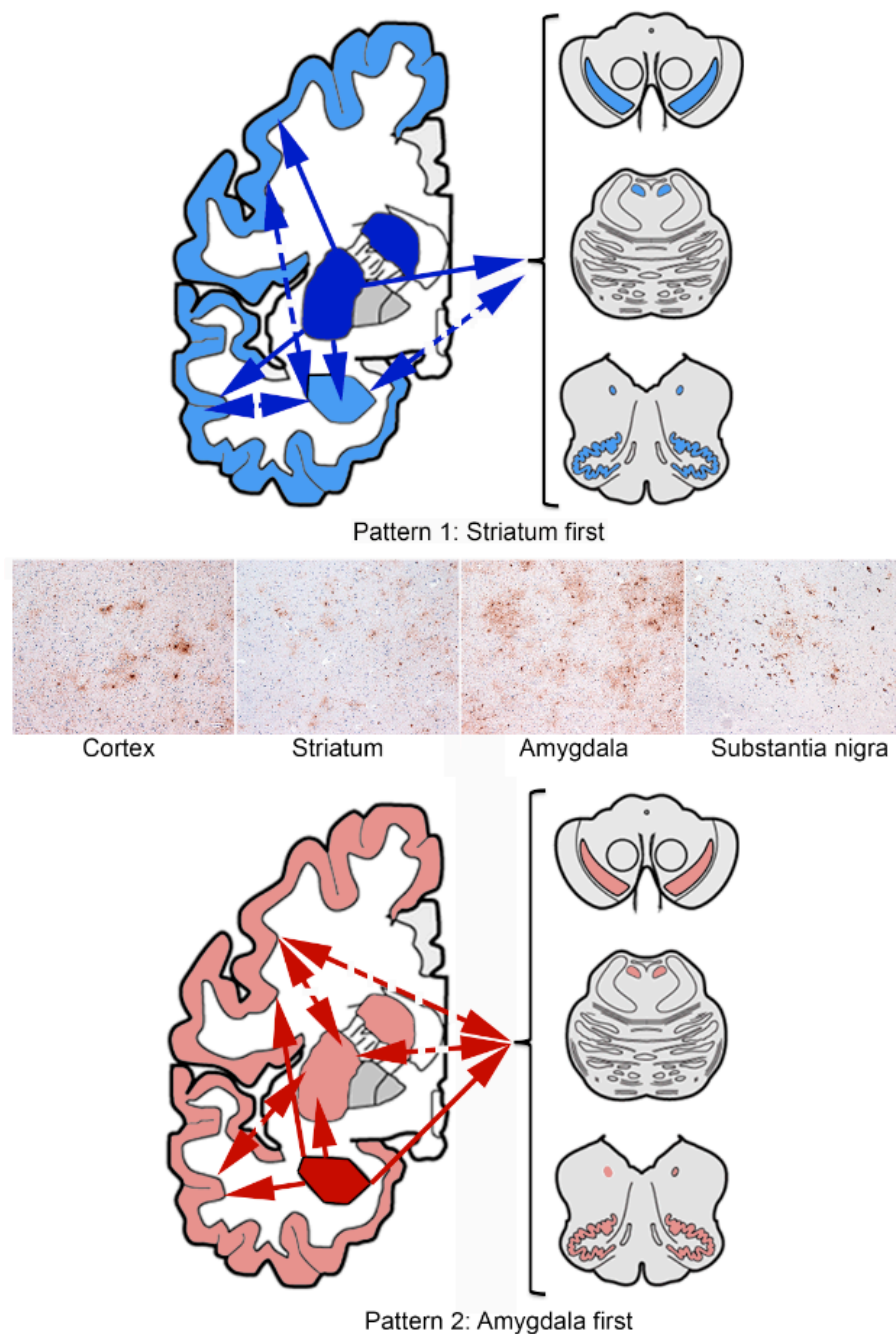 Pattern 1: Striatum first
Cortex Striatum Amygdala Substantia nigra
Pattern 2: Amygdala first